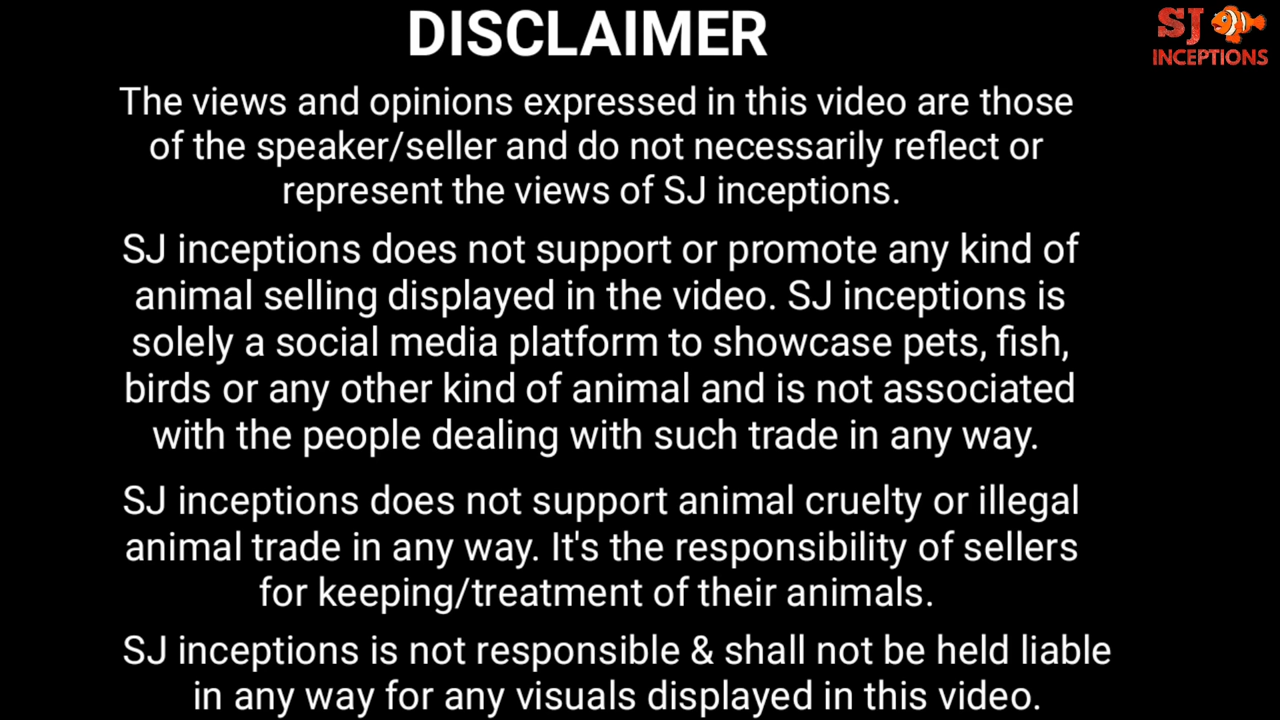 DISCLAIMER
SJ
INCEPTIONS
The views and opinions expressed in this video are those
of the speaker/seller and do not necessarily reflect or
represent the views of SJ inceptions.
SJ inceptions does not support or promote any kind of
animal selling displayed in the video. SJ inceptions is
solely a social media platform to showcase pets, fish,
birds or any other kind of animal and is not associated
with the people dealing with such trade in any way.
SJ inceptions does not support animal cruelty or illegal
animal trade in any way. It's the responsibility of sellers
for keeping/treatment of their animals.
SJ inceptions is not responsible & shall not be held liable
in any way for any visuals displayed in this video.